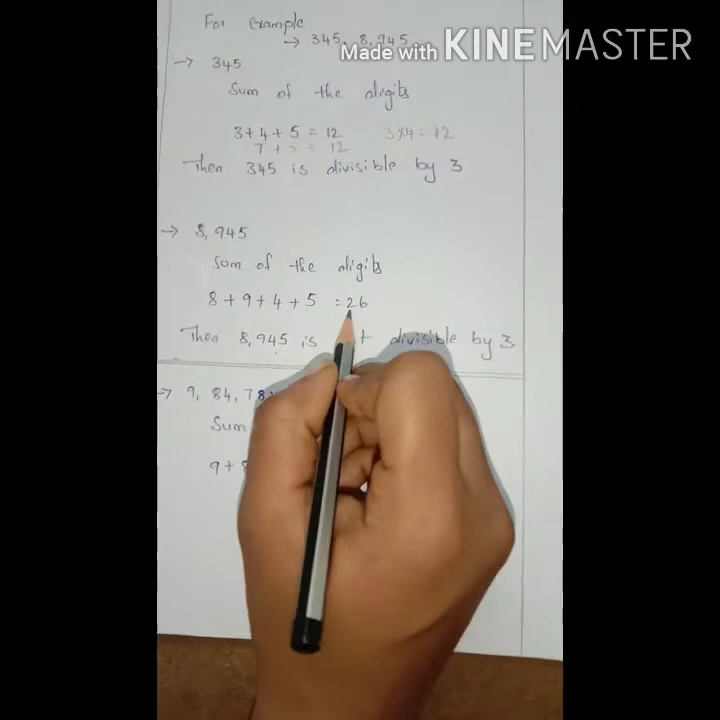 For example
→ 345, 8,945
Made with KINEMASTER
→ 345
Sum of the digits
3 + 4 + 5 = 12 3×4 = 12
7 + 5 = 12
Then 345 is divisible by 3
→ 8,945
Sum of the digits
8 + 9 + 4 + 5 = 26
Then 8,945 is divisible by 3
→ 9, 84, 78
Sum
9 +